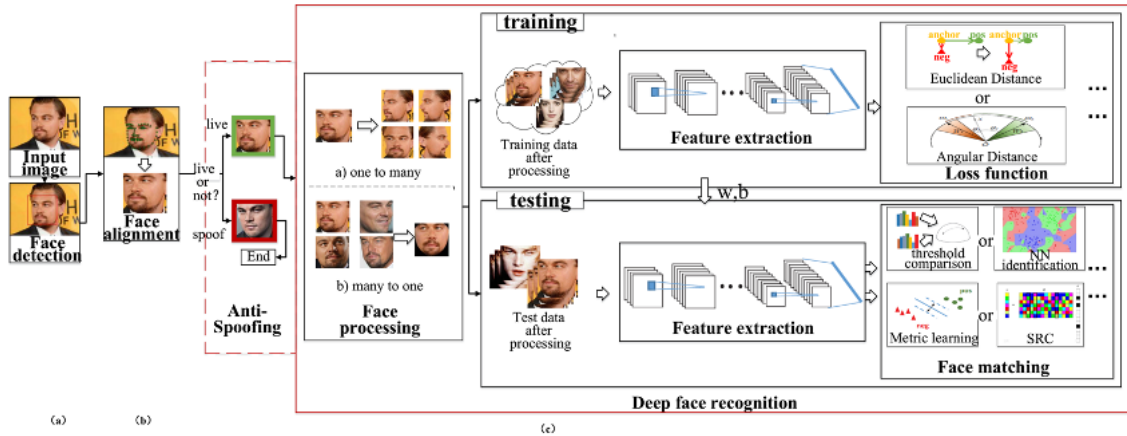 training
anchor
pos
anchor
pos
neg
neg
Euclidean Distance
or
Angular Distance
Loss function
Feature extraction
Training data
after
processing
a) one to many
Input
image
live
live
or
not?
w,b
testing
Face
detection
Face
alignment
spoof
End
b) many to one
Anti-
Spoofing
Face
processing
Test data
after
processing
Feature extraction
threshold
comparison
or
NN
identification
pos
neg
Metric learning
or
SRC
Face matching
Deep face recognition
(a)
(b)
(c)